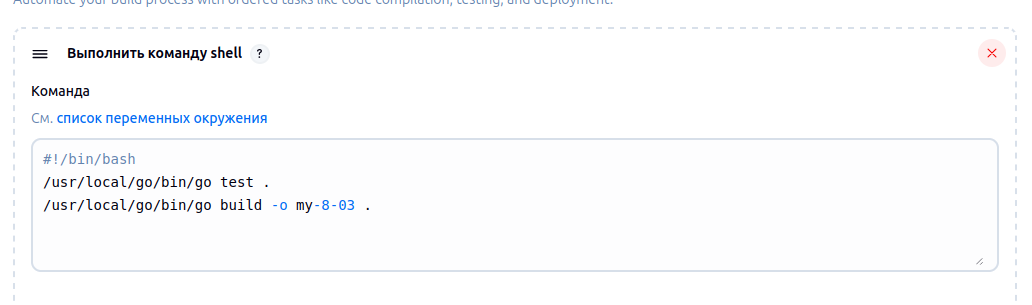 Automate your build process with ordered tasks like code compilation, testing, and deployment.
Выполнить команду shell ?
Команда
См. список переменных окружения
#!/bin/bash
/usr/local/go/bin/go test .
/usr/local/go/bin/go build -o my-8-03 .